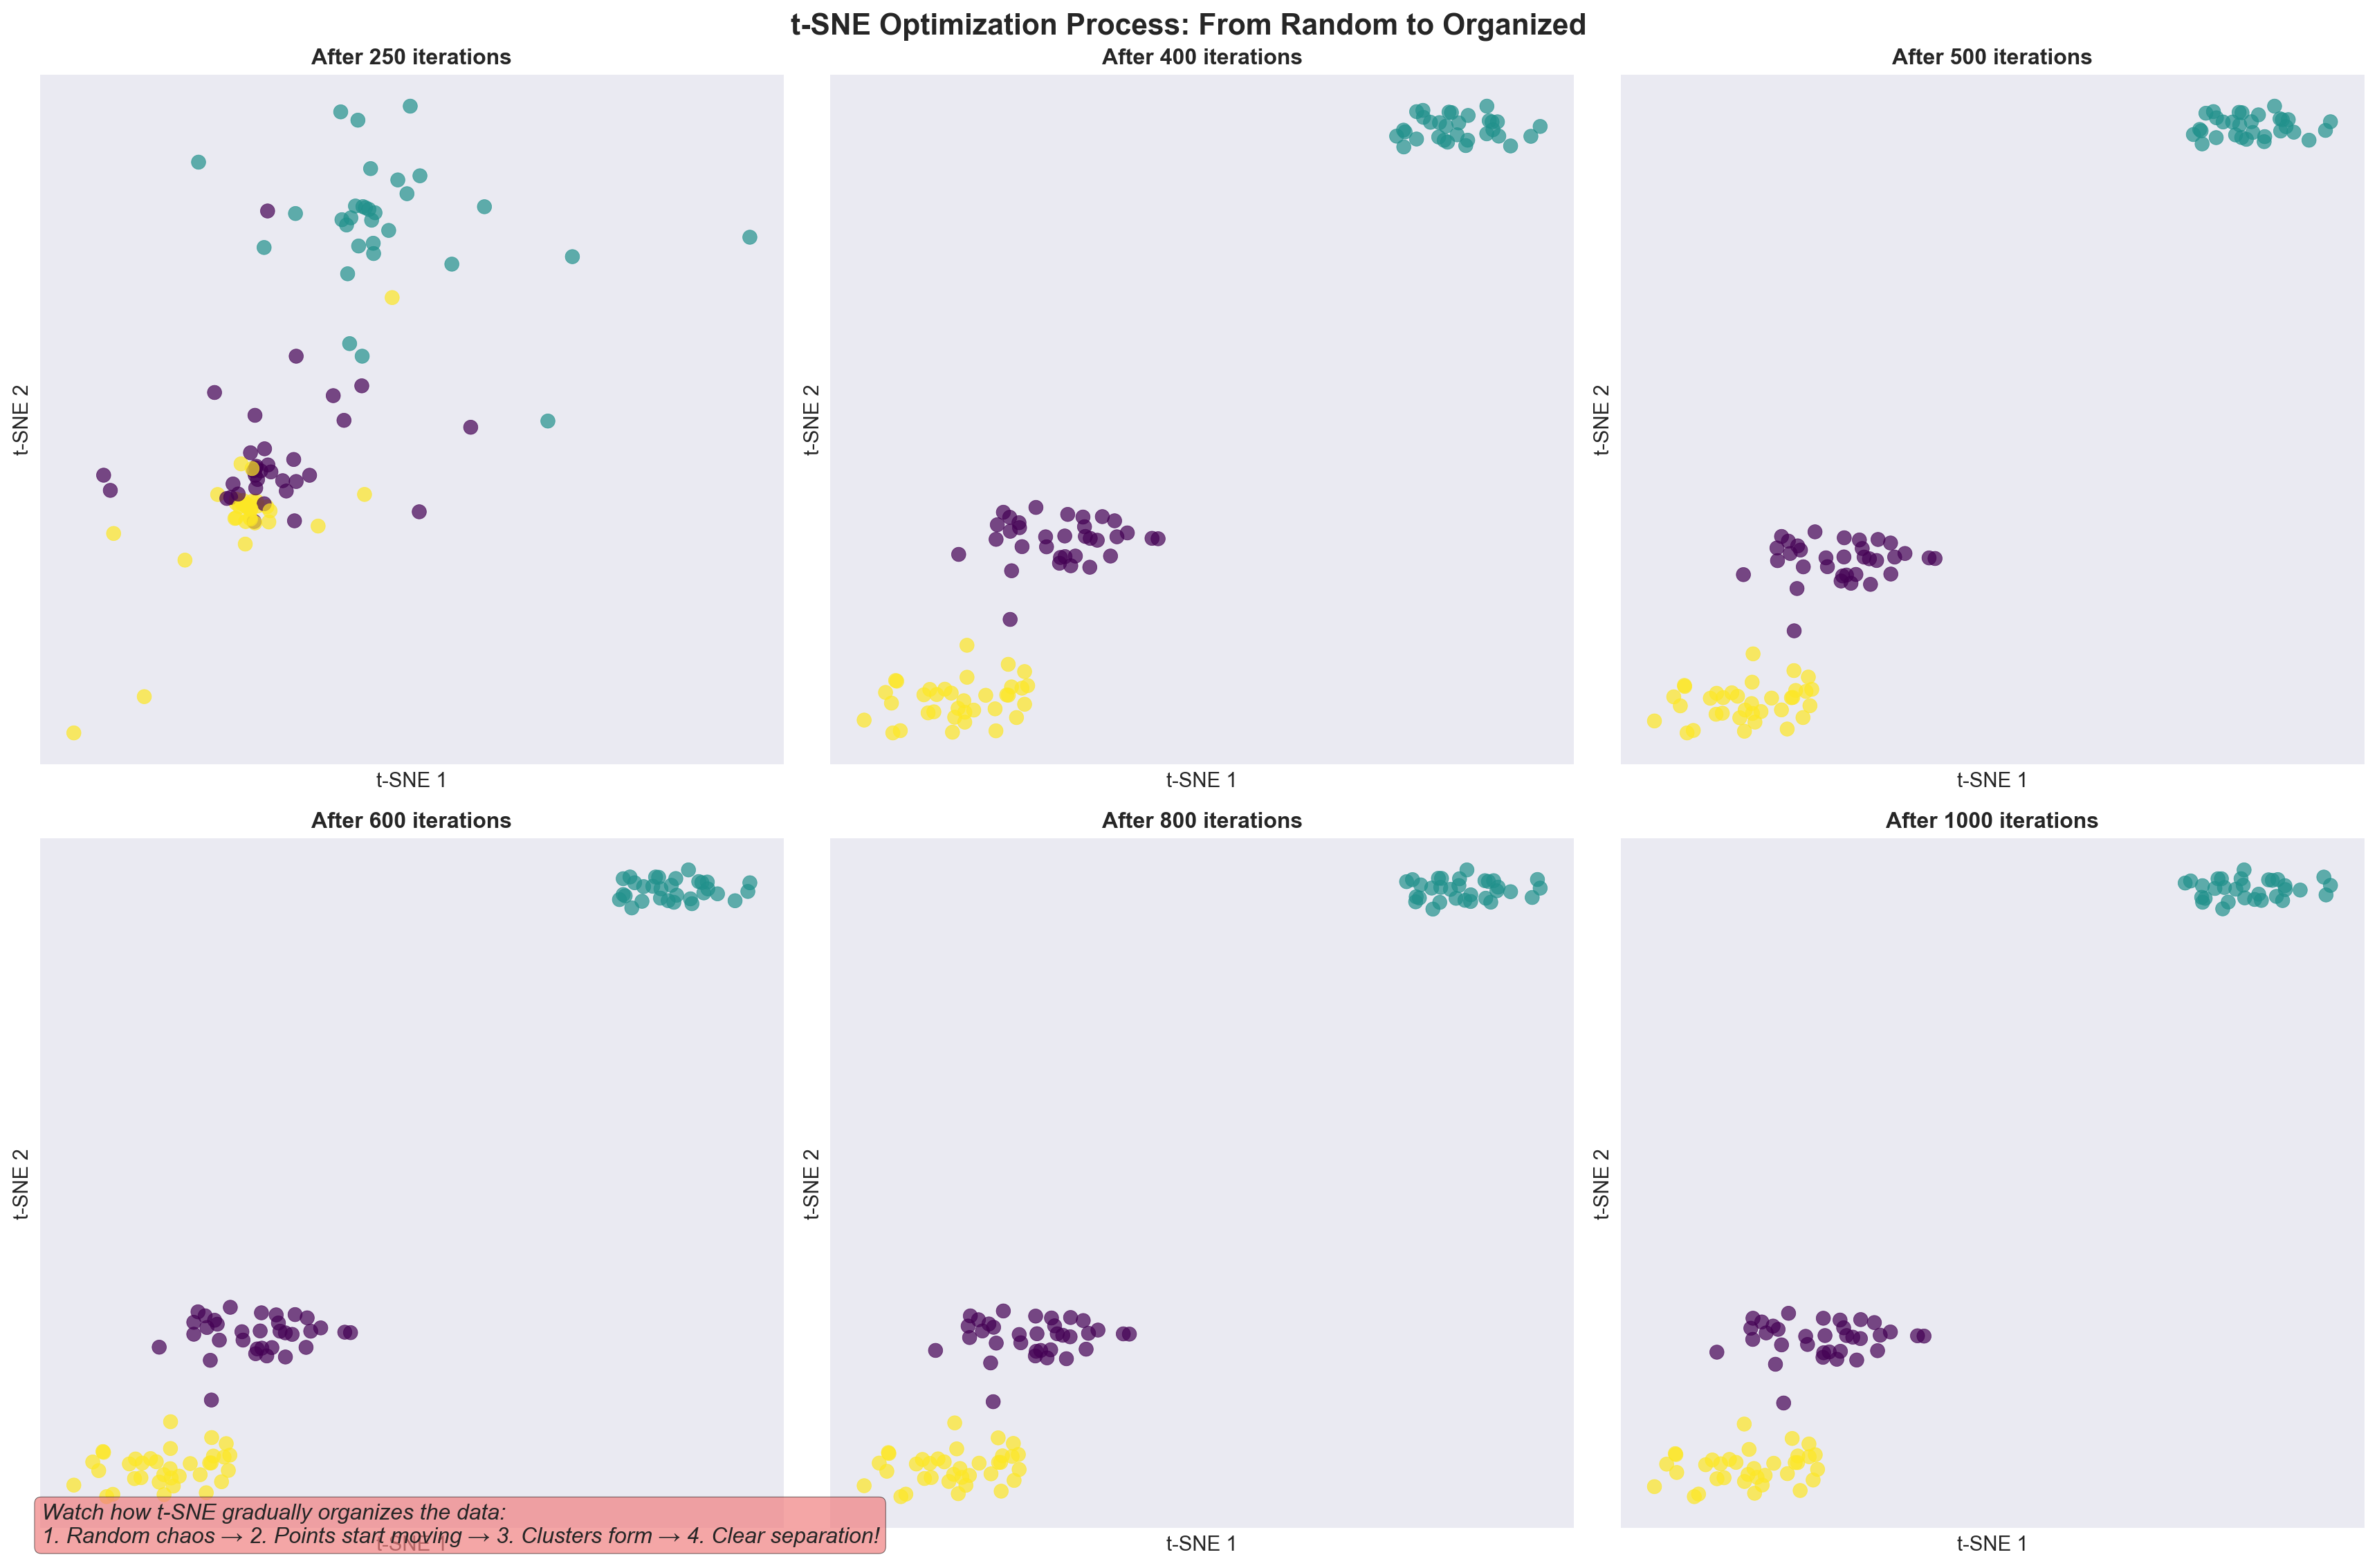 t-SNE Optimization Process: From Random to Organized
After 250 iterations
After 400 iterations
After 500 iterations
t-SNE 2
t-SNE 2
t-SNE 2
t-SNE 1
t-SNE 1
t-SNE 1
After 600 iterations
After 800 iterations
After 1000 iterations
t-SNE 2
t-SNE 2
t-SNE 2
Watch how t-SNE gradually organizes the data:
1. Random chaos → 2. Points start moving → 3. Clusters form → 4. Clear separation!
t-SNE 1
t-SNE 1
t-SNE 1